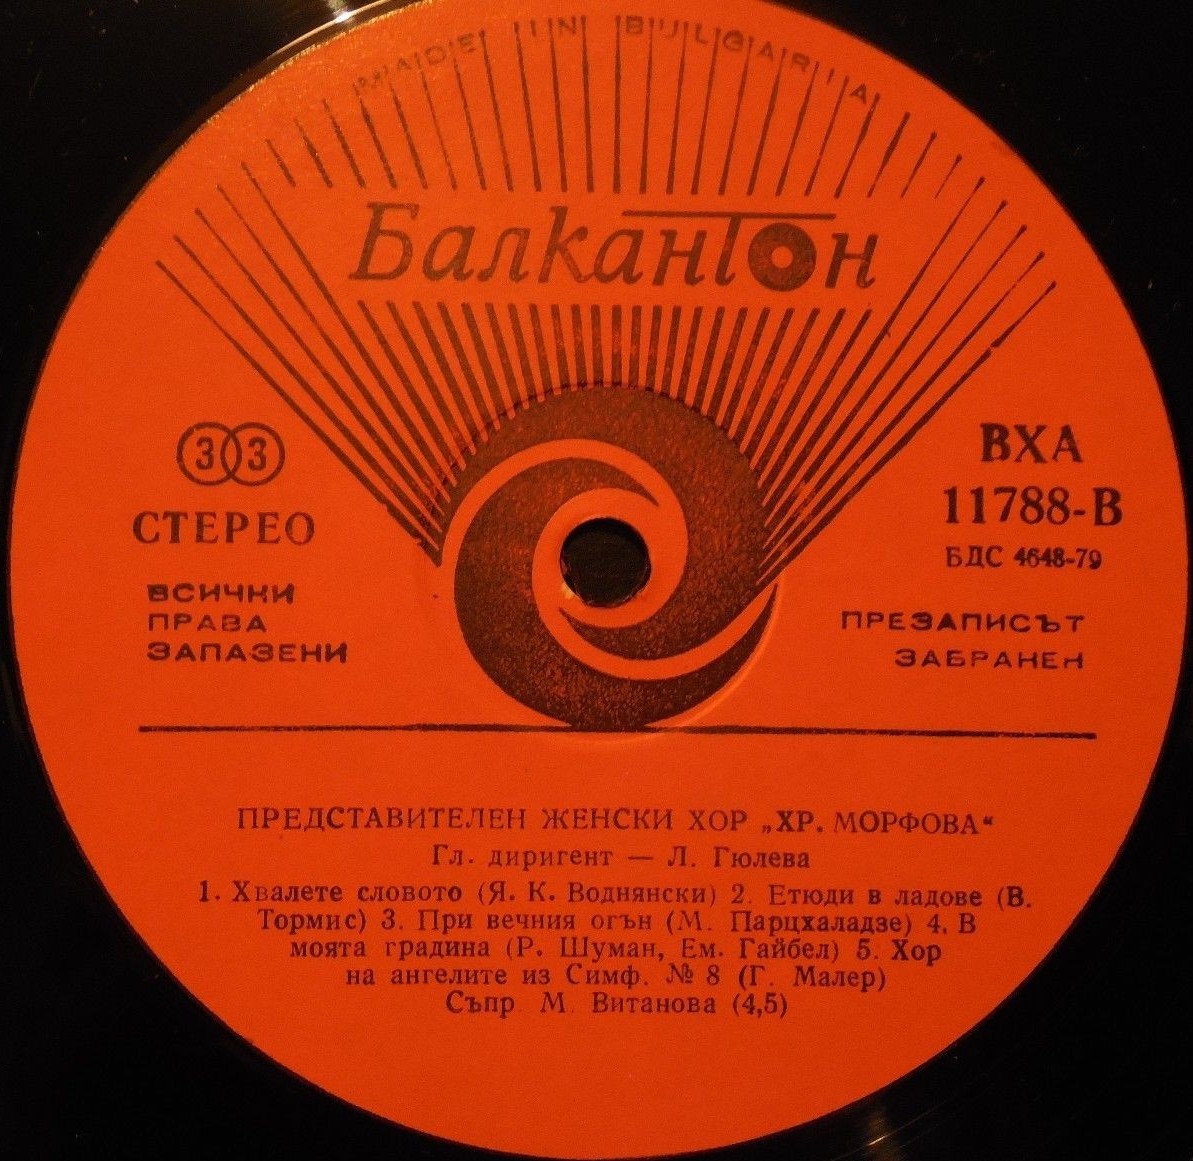 MADE IN BULGARIA
Балкантон
33
СТЕРЕО
ВСИЧКИ
ПРАВА
ЗАПАЗЕНИ
ВХА
11788-В
БДС 4648-79
ПРЕЗАПИСЪТ
ЗАБРАНЕН
ПРЕДСТАВИТЕЛЕН ЖЕНСКИ ХОР „ХР. МОРФОВА“
Гл. диригент — Л. Гюлева
1. Хвалете словото (Я. К. Воднянски) 2. Етюди в ладове (В.
Тормис) 3. При вечния огън (М. Парцхаладзе) 4. В
моята градина (Р. Шуман, Ем. Гайбел) 5. Хор
на ангелите из Симф. № 8 (Г. Малер)
Съпр. М. Витанова (4,5)